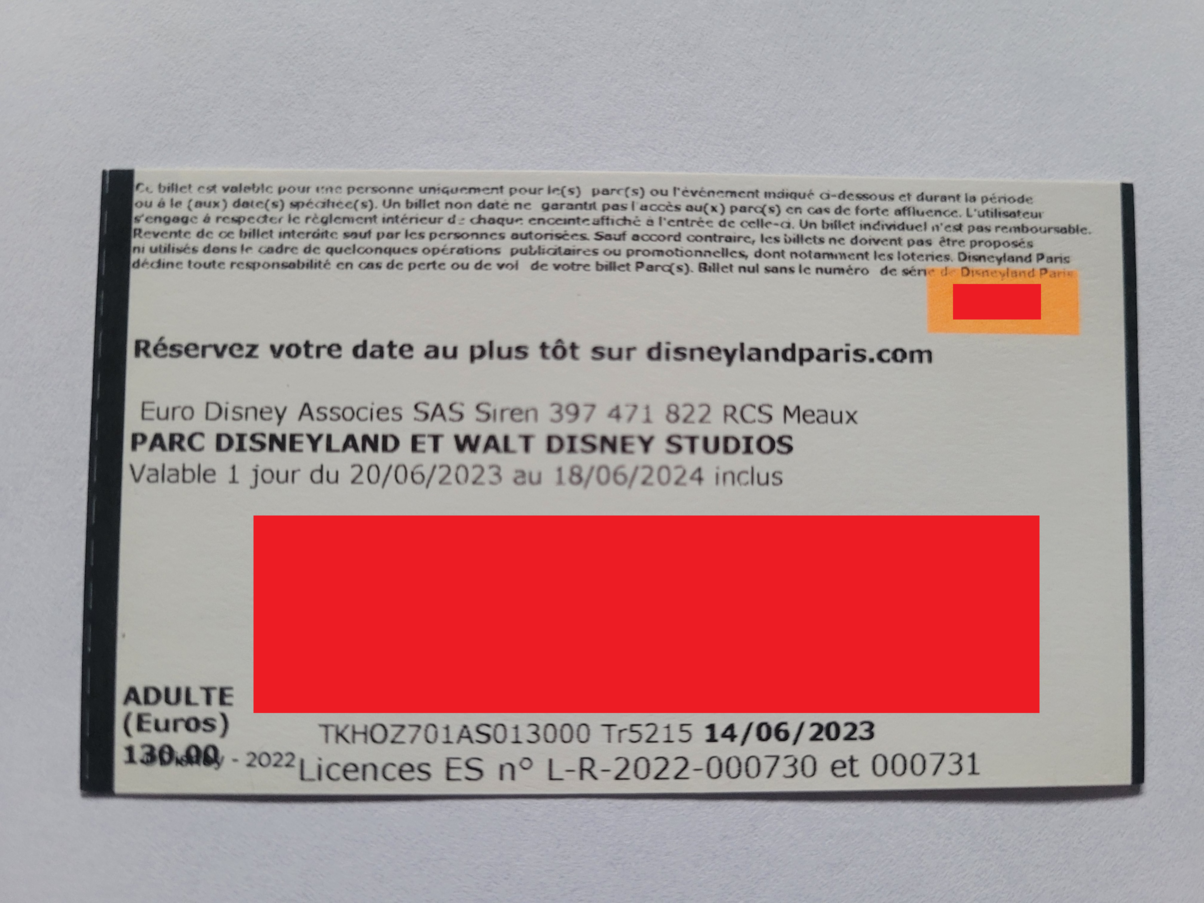 Ce billet est valable pour une personne uniquement pour le(s) parc(s) ou l'événement indiqué ci-dessous et durant la période
ou à le (aux) date(s) spécifiée(s). Un billet non daté ne garantit pas l'accès au(x) parc(s) en cas de forte affluence. L'utilisateur
s'engage à respecter le règlement intérieur de chaque enceinte affiché à l'entrée de celle-ci. Un billet individuel n'est pas remboursable.
Revente de ce billet interdite sauf par les personnes autorisées. Sauf accord contraire, les billets ne doivent pas être proposés
ni utilisés dans le cadre de quelconques opérations publicitaires ou promotionnelles, dont notamment les loteries. Disneyland Paris
décline toute responsabilité en cas de perte ou de vol de votre billet Parc(s). Billet nul sans le numéro de série de Disneyland Paris
Réservez votre date au plus tôt sur disneylandparis.com
Euro Disney Associes SAS Siren 397 471 822 RCS Meaux
PARC DISNEYLAND ET WALT DISNEY STUDIOS
Valable 1 jour du 20/06/2023 au 18/06/2024 inclus
ADULTE
(Euros)
TKHOZ701AS013000 Tr5215 14/06/2023
130.00 Disney - 2022 Licences ES n° L-R-2022-000730 et 000731